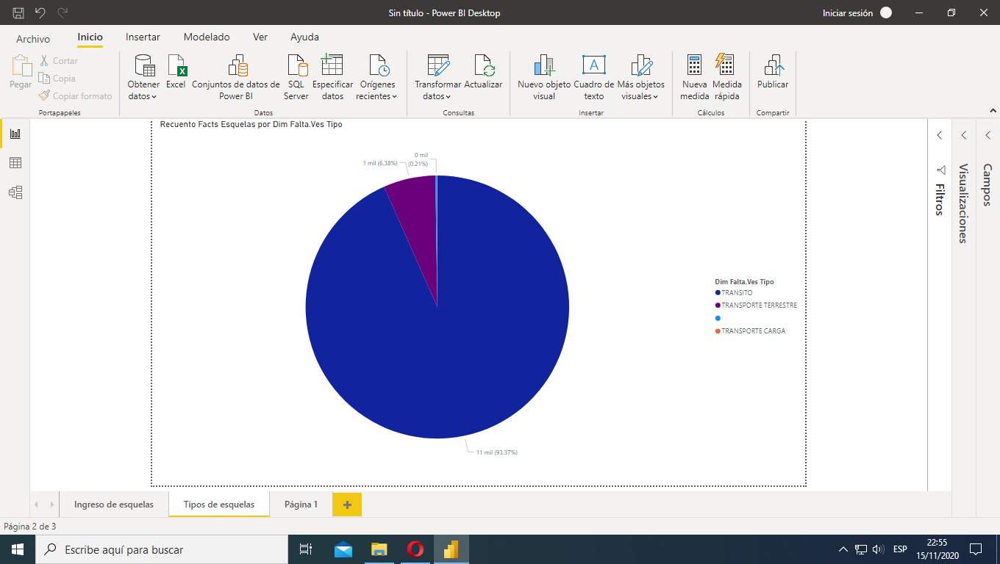 Sin título - Power BI Desktop
Iniciar sesión
Archivo
Inicio
Insertar
Modelado
Ver
Ayuda
Pegar
Cortar
Copia
Copiar formato
Portapapeles
Obtener datos
Excel
Conjuntos de datos de Power BI
SQL Server
Especificar datos
Orígenes recientes
Datos
Transformar datos
Actualizar
Consultas
Nuevo objeto visual
Cuadro de texto
Más objetos visuales
Insertar
Nueva medida
Medida rápida
Cálculos
Publicar
Compartir
Recuento Facts Esquelas por Dim Falta.Ves Tipo
0 mil
(0.21%)
1 mil (6.38%)
11 mil (93.37%)
Dim Falta.Ves Tipo
TRANSITO
TRANSPORTE TERRESTRE
TRANSPORTE CARGA
Filtros
Visualizaciones
Campos
Ingreso de esquelas
Tipos de esquelas
Página 1
Página 2 de 3
Escribe aquí para buscar
ESP
22:55
15/11/2020